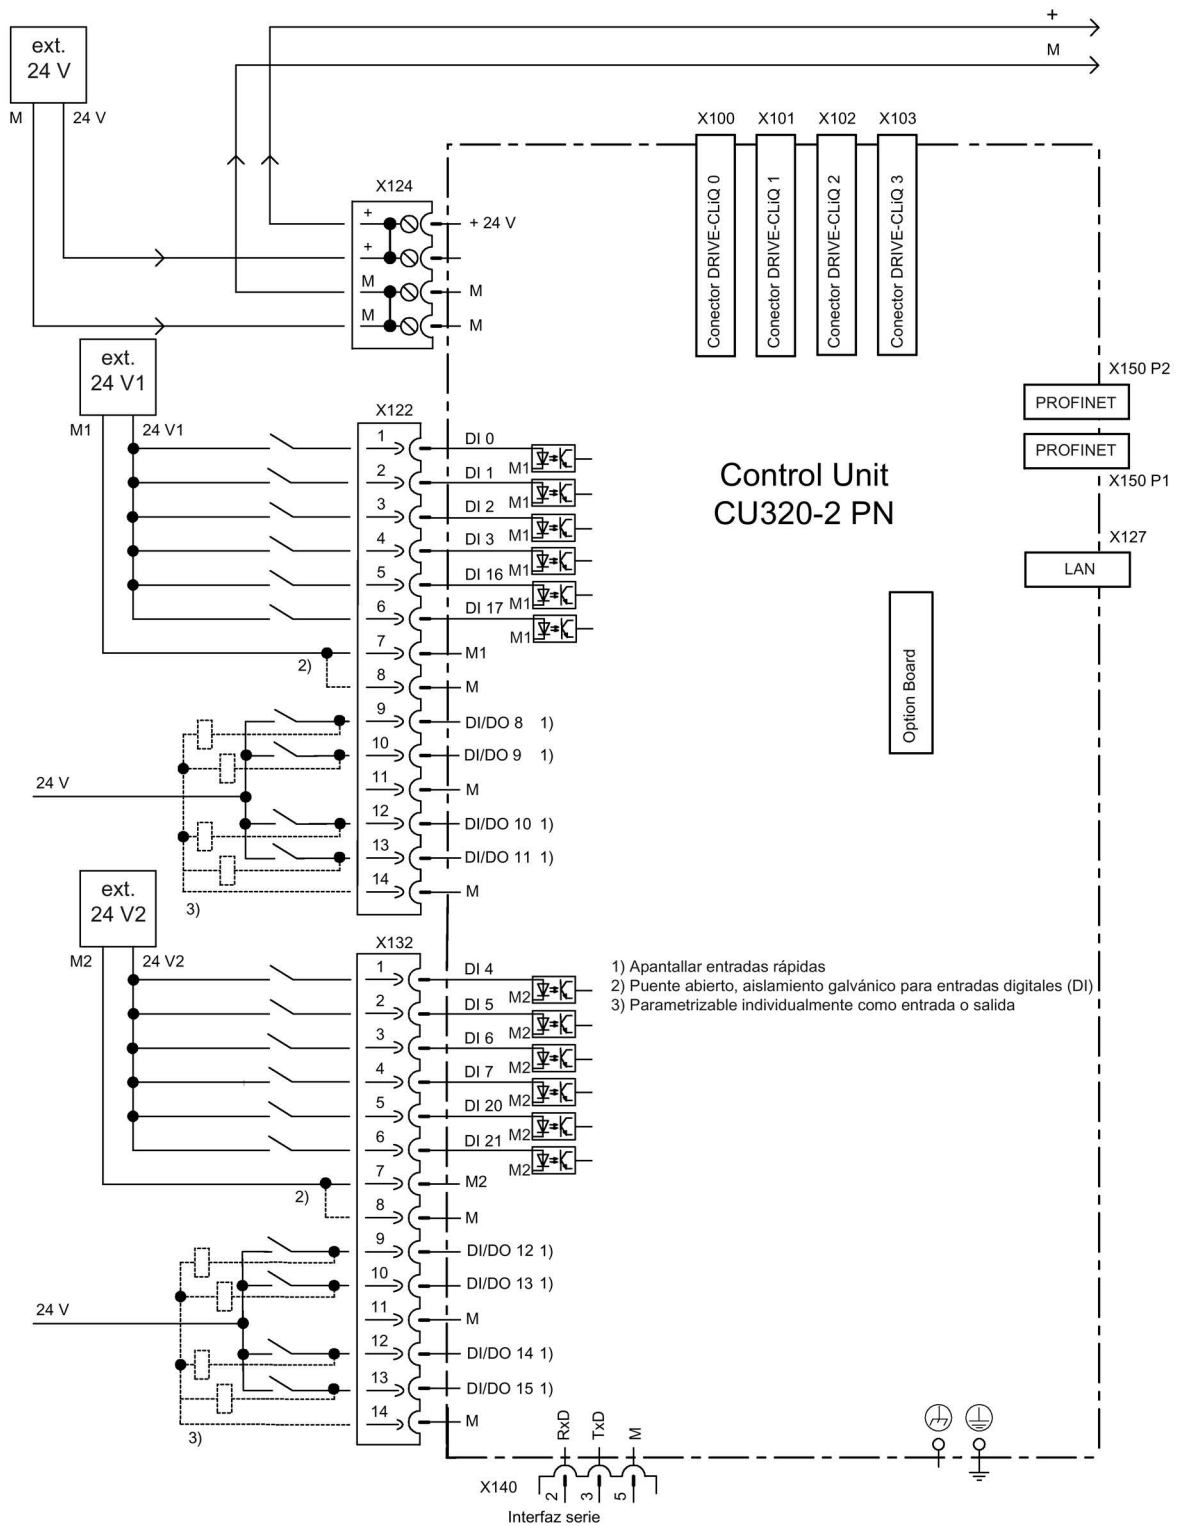 +
M
ext.
24 V
M
24 V
X100
X101
X102
X103
Conector DRIVE-CLiQ 0
Conector DRIVE-CLiQ 1
Conector DRIVE-CLiQ 2
Conector DRIVE-CLiQ 3
X124
+
+ 24 V
+
M
M
M
M
ext.
24 V1
M1
24 V1
X150 P2
PROFINET
PROFINET
X150 P1
X127
LAN
Control Unit
CU320-2 PN
Option Board
X122
1
DI 0
M1
2
DI 1
M1
3
DI 2
M1
4
DI 3
M1
5
DI 16
M1
6
DI 17
M1
7
M1
2)
8
M
9
DI/DO 8 1)
10
DI/DO 9 1)
11
M
24 V
12
DI/DO 10 1)
13
DI/DO 11 1)
14
M
3)
ext.
24 V2
M2
24 V2
X132
1
DI 4
M2
2
DI 5
M2
3
DI 6
M2
4
DI 7
M2
5
DI 20
M2
6
DI 21
M2
7
M2
2)
8
M
9
DI/DO 12 1)
10
DI/DO 13 1)
11
M
24 V
12
DI/DO 14 1)
13
DI/DO 15 1)
14
M
3)
1) Apantallar entradas rápidas
2) Puente abierto, aislamiento galvánico para entradas digitales (DI)
3) Parametrizable individualmente como entrada o salida
RxD
TxD
M
X140
2
3
5
Interfaz serie